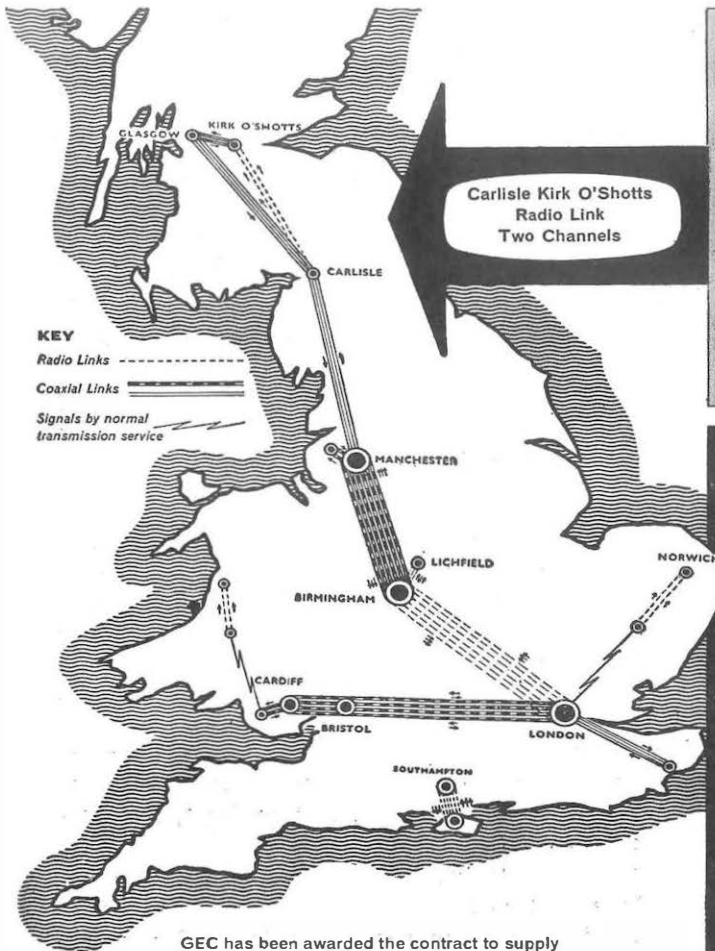 GLASGOW
KIRK O'SHOTTS
Carlisle Kirk O'Shotts
Radio Link
Two Channels
CARLISLE
KEY
Radio Links
Coaxial Links
Signals by normal
transmission service
MANCHESTER
LICHFIELD
NORWICH
BIRMINGHAM
CARDIFF
BRISTOL
LONDON
SOUTHAMPTON
GEC has been awarded the contract to supply